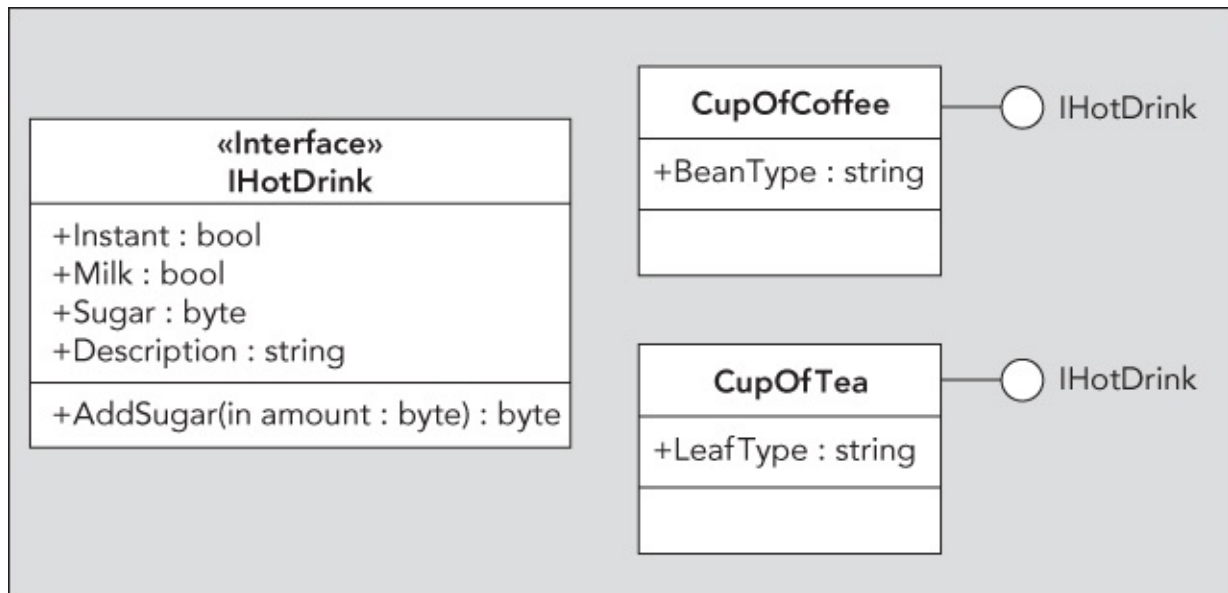 «Interface»
IHotDrink
+Instant : bool
+Milk : bool
+Sugar : byte
+Description : string
+AddSugar(in amount : byte) : byte
CupOfCoffee
+BeanType : string
IHotDrink
CupOfTea
+LeafType : string
IHotDrink